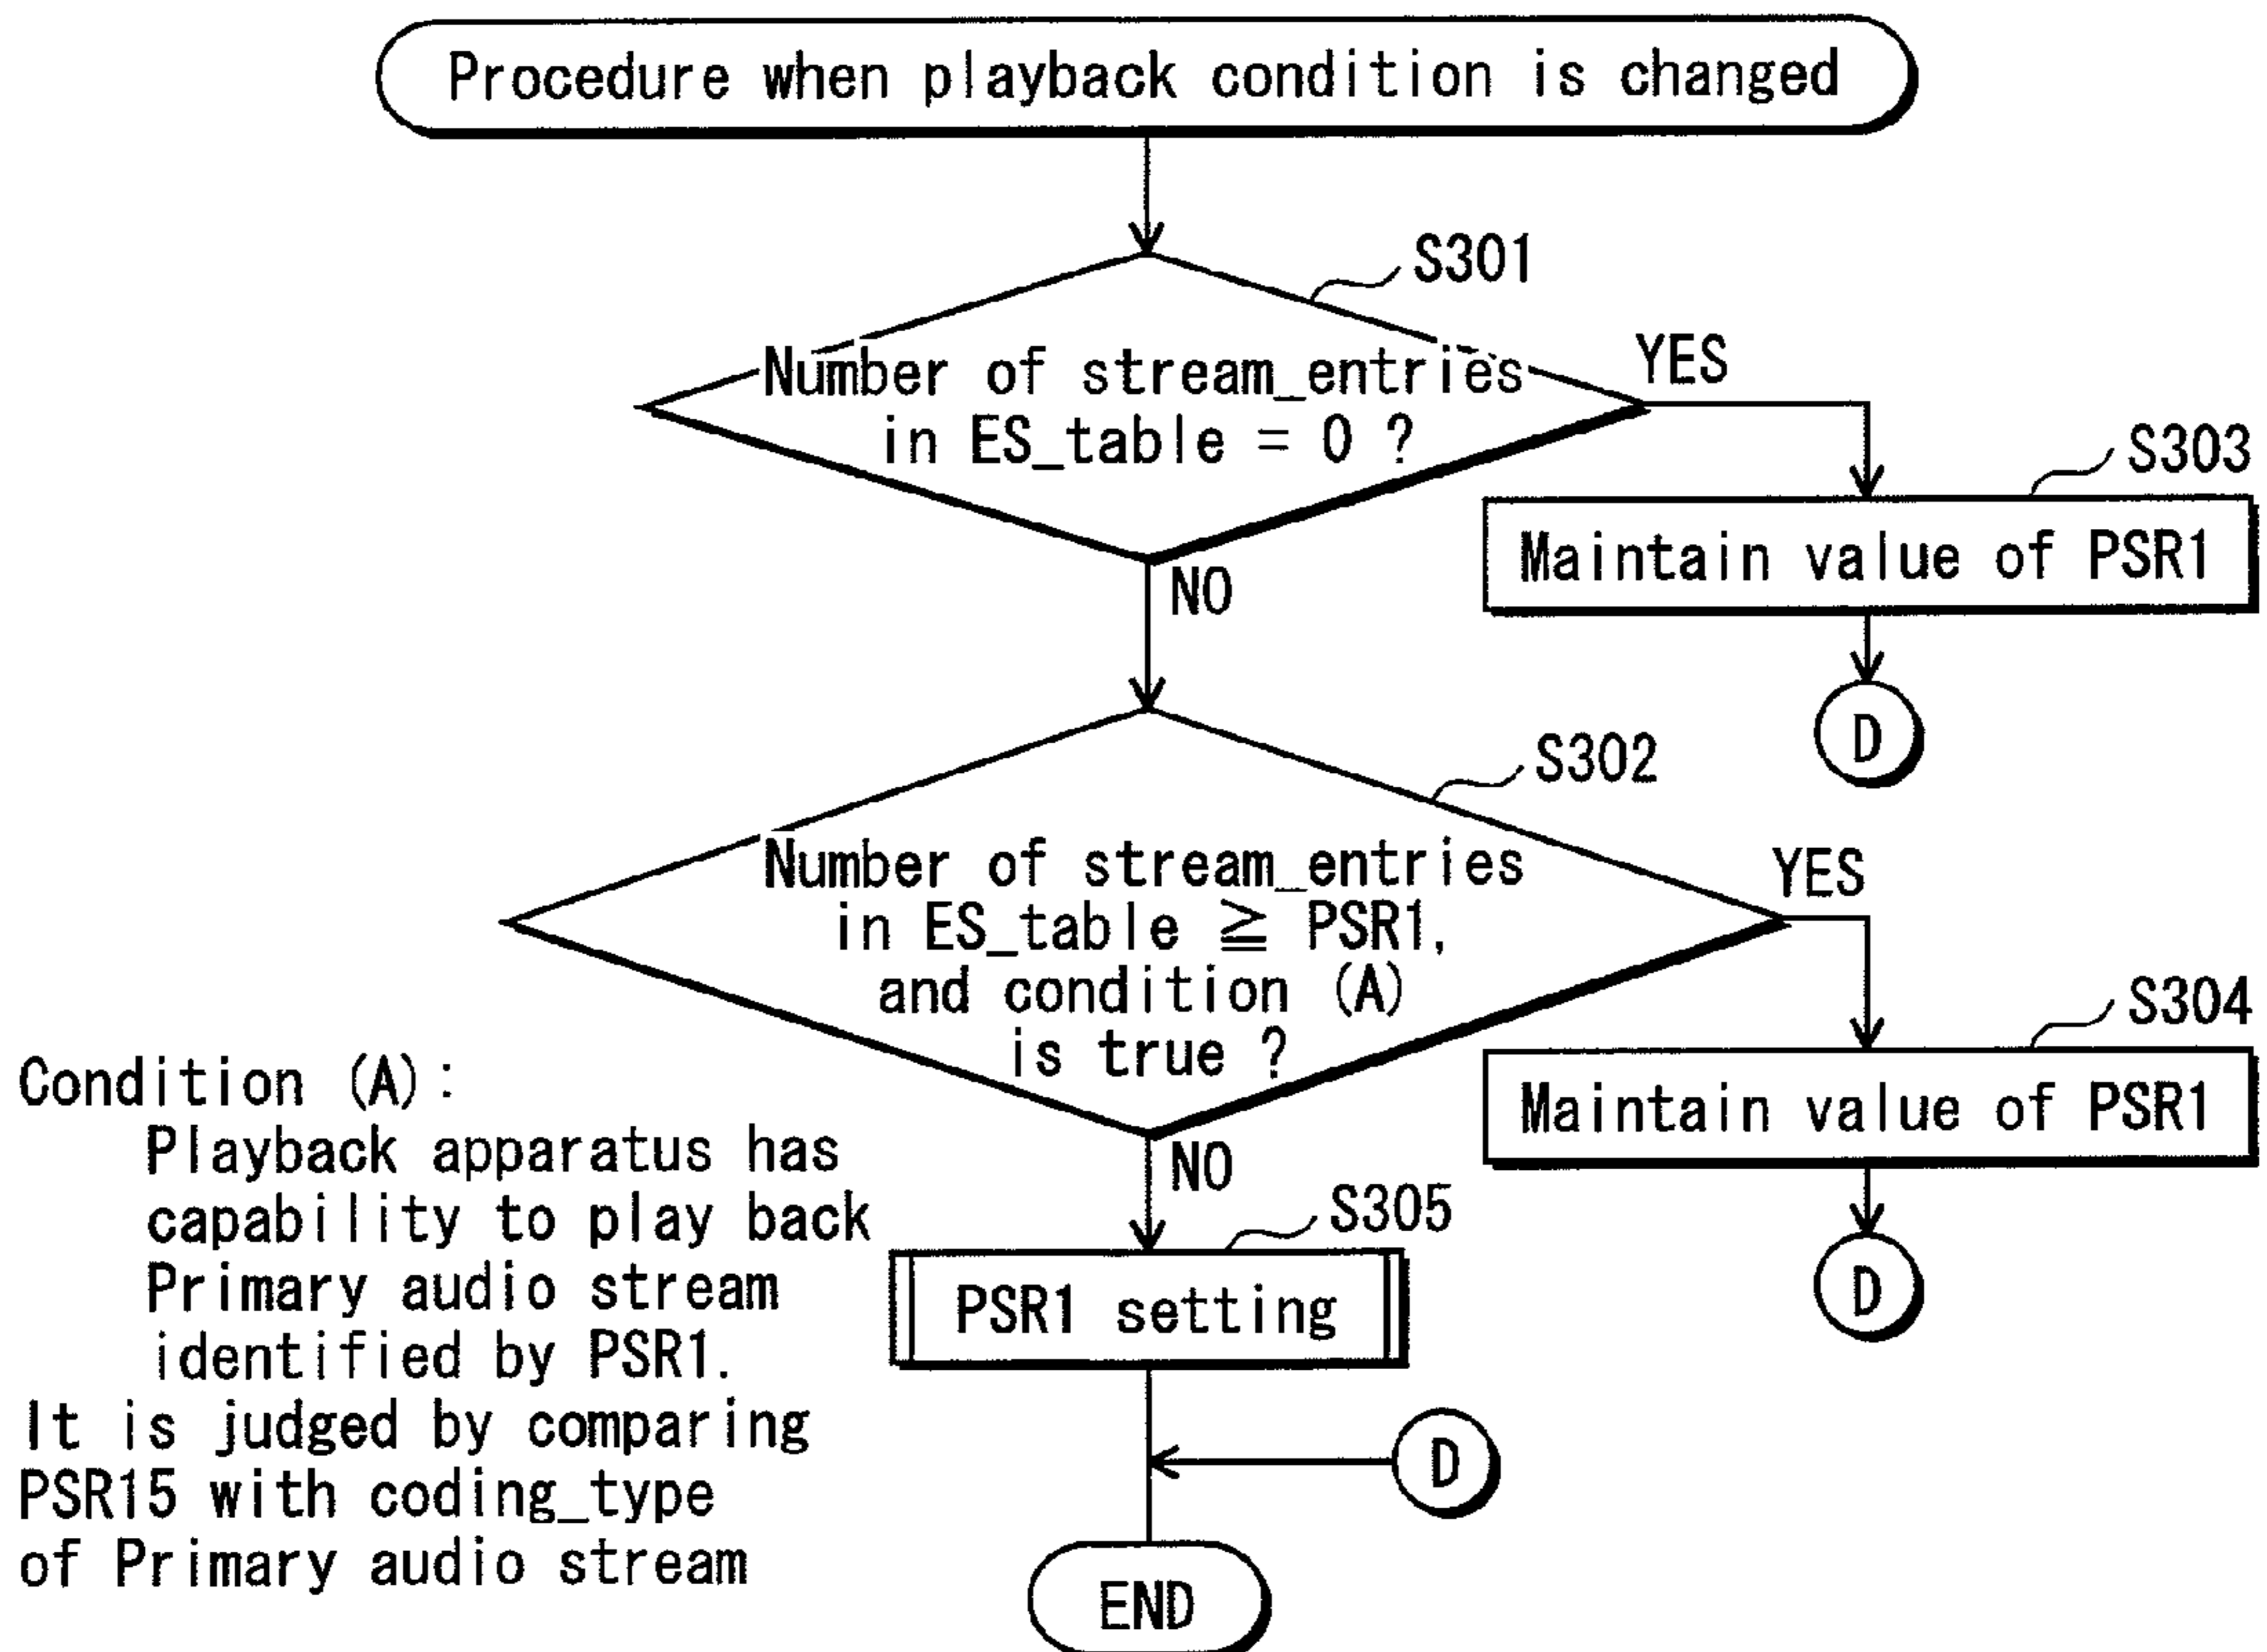 Procedure when playback condition is changed
S301
Number of stream_entries
in ES_table = 0 ?
YES
S303
Maintain value of PSR1
D
NO
S302
Number of stream_entries
in ES_table ≧ PSR1,
and condition (A)
is true ?
YES
S304
Maintain value of PSR1
D
NO
S305
PSR1 setting
D
END
Condition (A):
Playback apparatus has
capability to play back
Primary audio stream
identified by PSR1.
It is judged by comparing
PSR15 with coding_type
of Primary audio stream